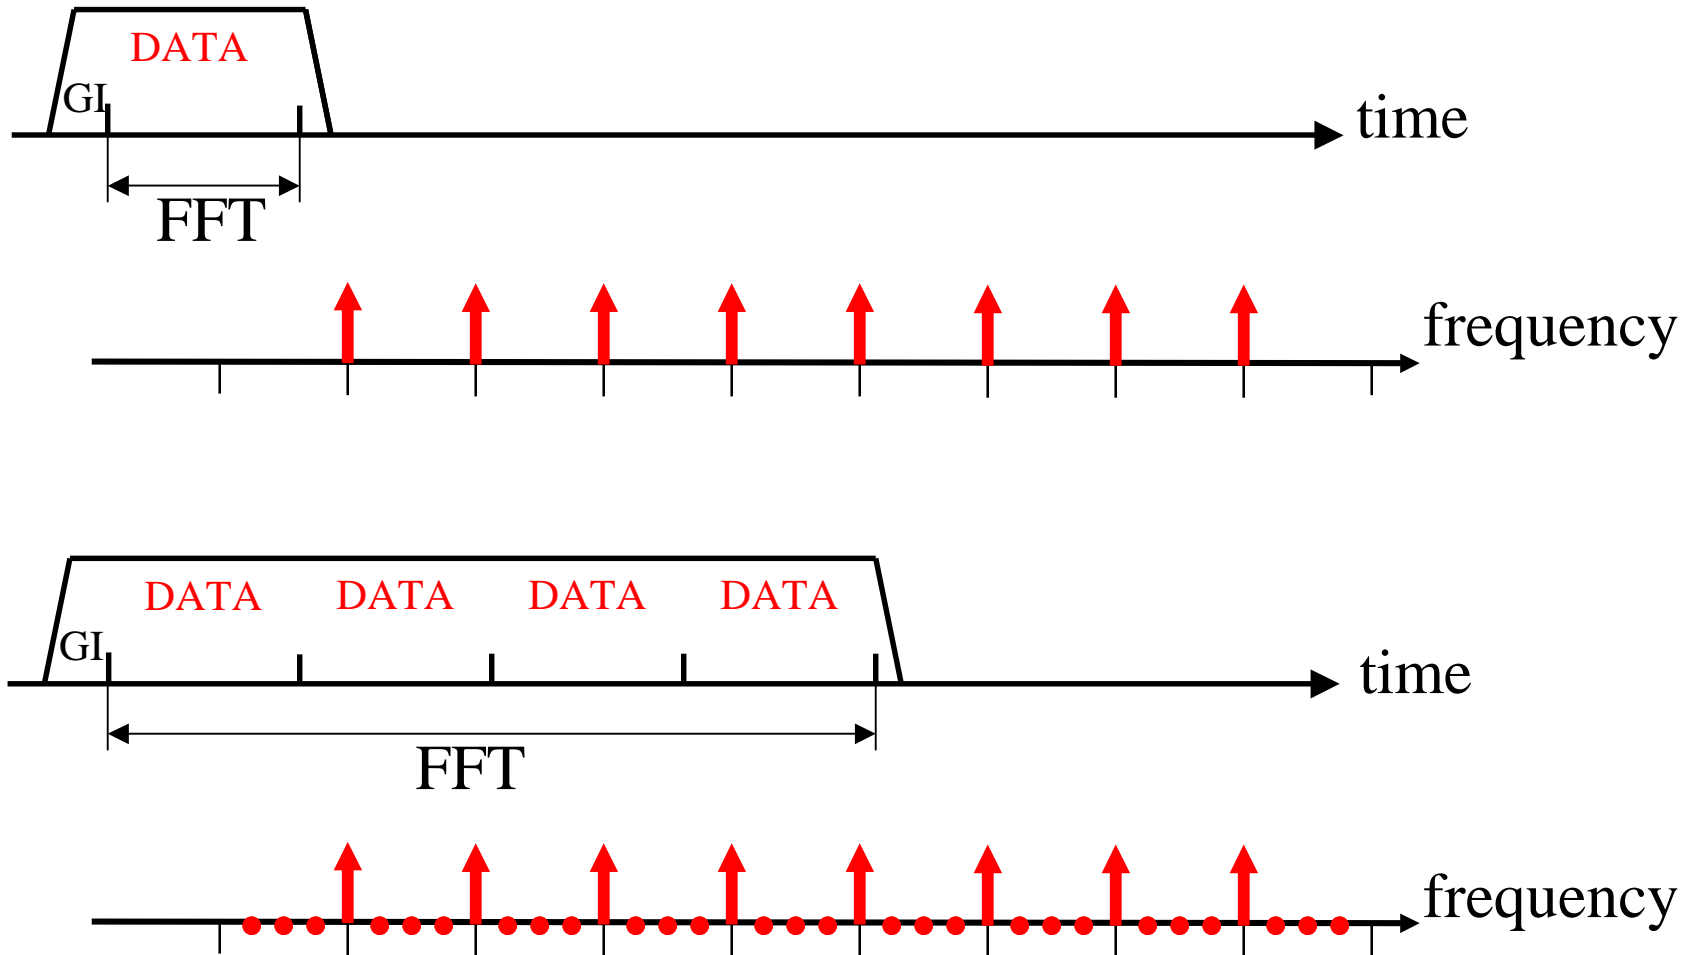 DATA
GI
time
FFT
frequency
DATA DATA DATA DATA
GI
time
FFT
frequency